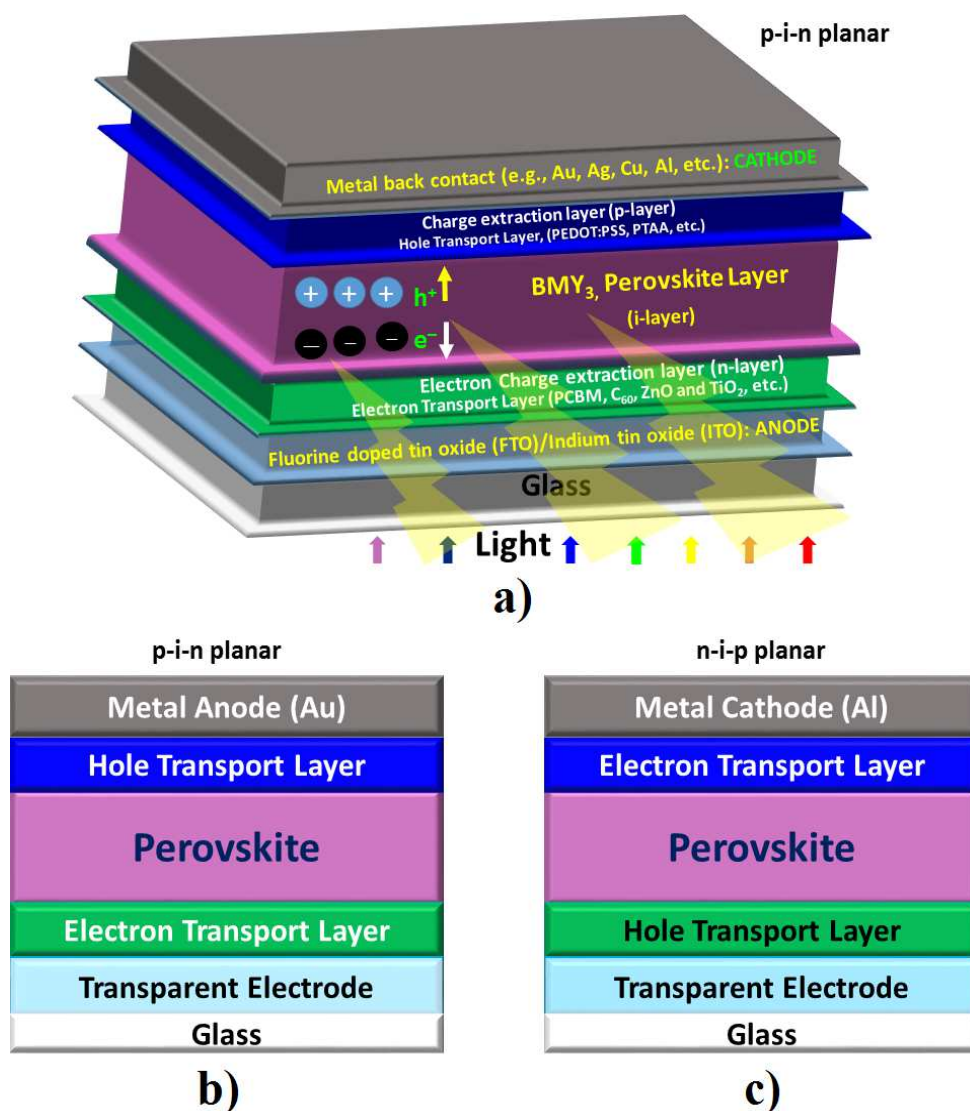 p-i-n planar
Metal back contact (e.g., Au, Ag, Cu, Al, etc.): CATHODE
Charge extraction layer (p-layer)
Hole Transport Layer, (PEDOT:PSS, PTAA, etc.)
+ + + h⁺
BMY₃, Perovskite Layer
(i-layer)
− − − e⁻
Electron Charge extraction layer (n-layer)
Electron Transport Layer (PCBM, C₆₀, ZnO and TiO₂, etc.)
Fluorine doped tin oxide (FTO)/Indium tin oxide (ITO): ANODE
Glass
Light
a)
p-i-n planar
Metal Anode (Au)
Hole Transport Layer
Perovskite
Electron Transport Layer
Transparent Electrode
Glass
b)
n-i-p planar
Metal Cathode (Al)
Electron Transport Layer
Perovskite
Hole Transport Layer
Transparent Electrode
Glass
c)